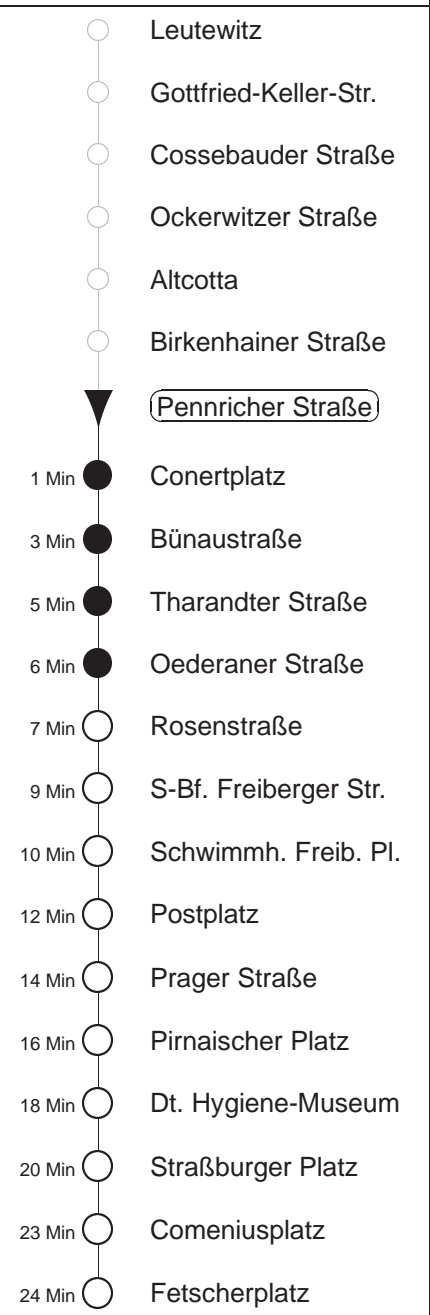 Leutewitz
Gottfried-Keller-Str.
Cossebauder Straße
Ockerwitzer Straße
Altcotta
Birkenhainer Straße
Pennricher Straße
1 Min Conertplatz
3 Min Bünaustraße
5 Min Tharandter Straße
6 Min Oederaner Straße
7 Min Rosenstraße
9 Min S-Bf. Freiberger Str.
10 Min Schwimmh. Freib. Pl.
12 Min Postplatz
14 Min Prager Straße
16 Min Pirnaischer Platz
18 Min Dt. Hygiene-Museum
20 Min Straßburger Platz
23 Min Comeniusplatz
24 Min Fetscherplatz